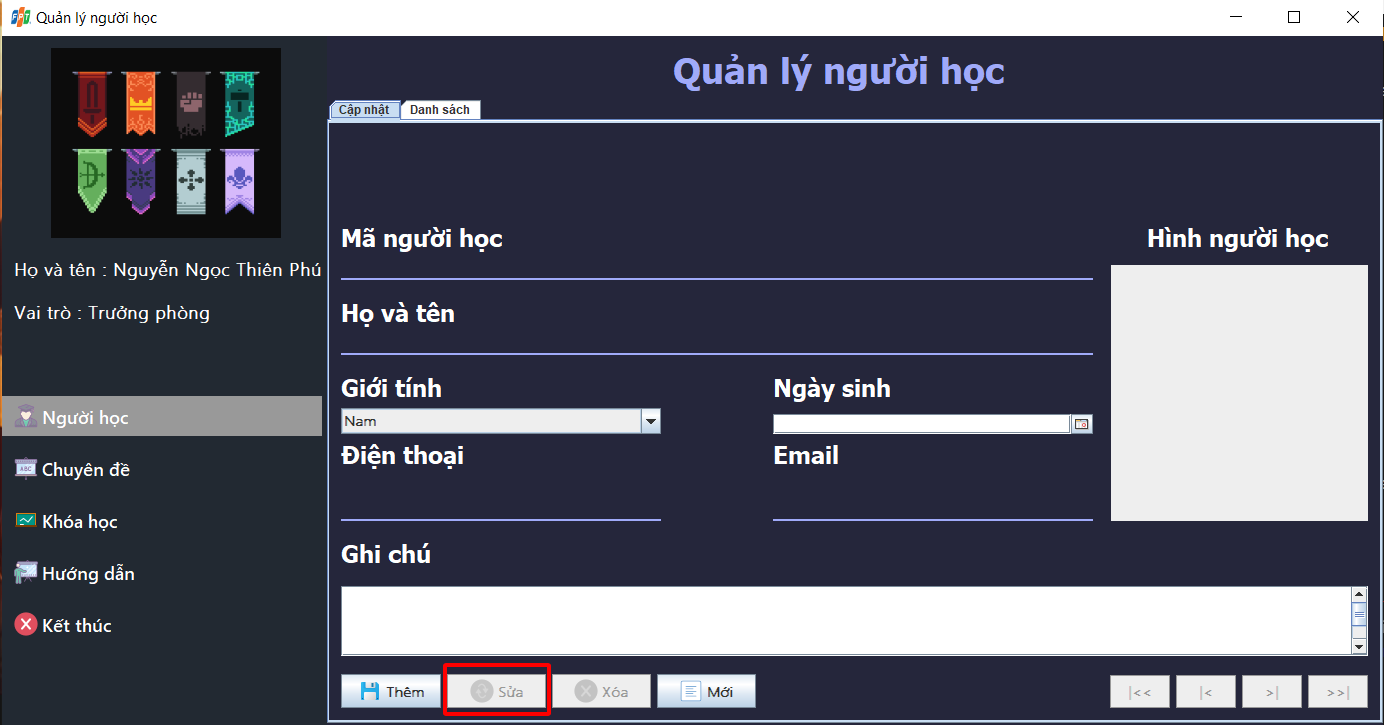 FPT Quản lý người học
Quản lý người học
Cập nhật Danh sách
Họ và tên : Nguyễn Ngọc Thiên Phú
Vai trò : Trưởng phòng
Người học
ABC Chuyên đề
Khóa học
Hướng dẫn
Kết thúc
Mã người học
Hình người học
Họ và tên
Giới tính
Ngày sinh
Nam
Điện thoại
Email
Ghi chú
Thêm Sửa Xóa Mới |<< |< >| >>|